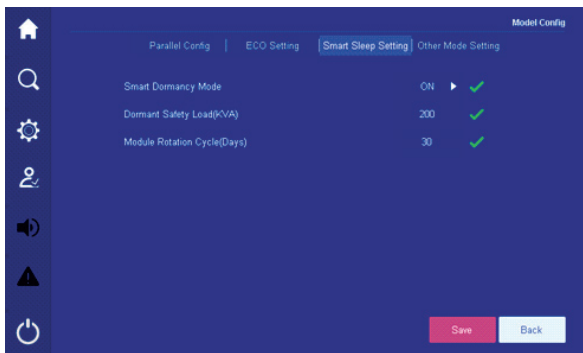 Model Config
Parallel Config | ECO Setting Smart Sleep Setting Other Mode Setting
Smart Dormancy Mode ON
Dormant Safety Load(KVA) 200
Module Rotation Cycle(Days) 30
Save Back